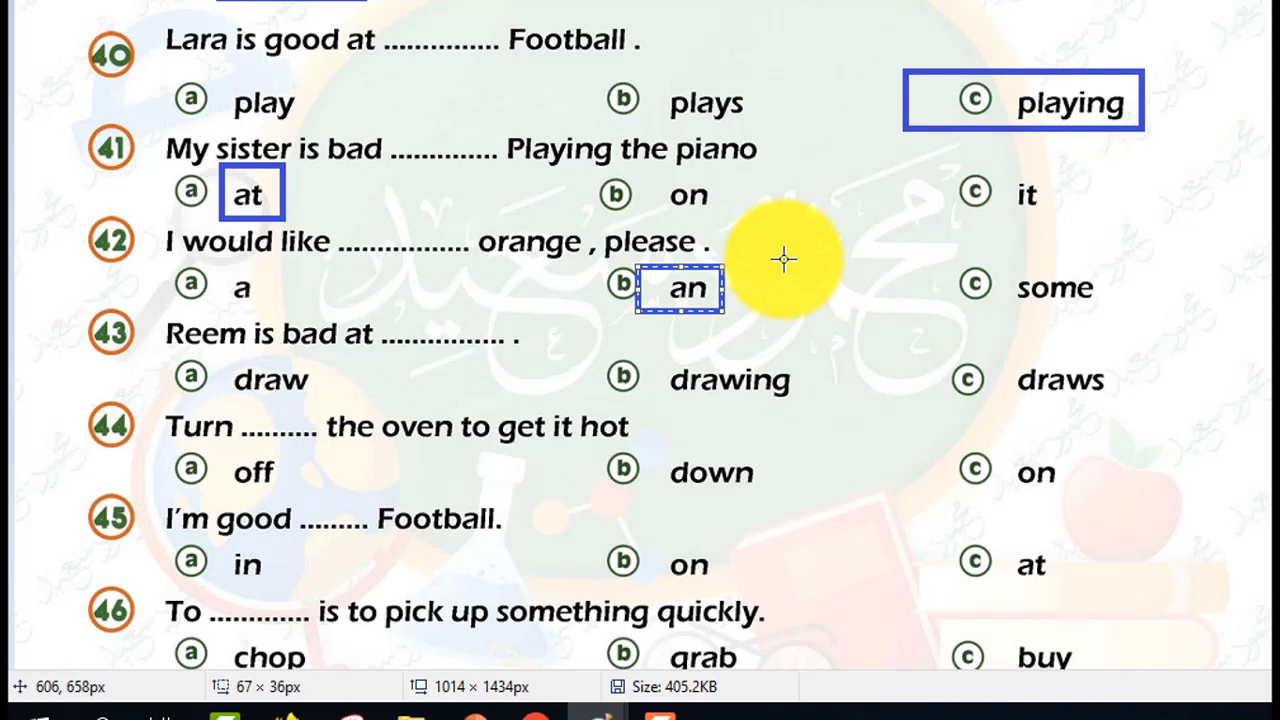 40 Lara is good at ............... Football .
a play b plays c playing
41 My sister is bad .............. Playing the piano
a at b on c it
42 I would like ................. orange , please .
a a b an c some
43 Reem is bad at ................ .
a draw b drawing c draws
44 Turn .......... the oven to get it hot
a off b down c on
45 I'm good ......... Football.
a in b on c at
46 To ............. is to pick up something quickly.
a chop b grab c buy
محمد سعيد
606, 658px 67 × 36px 1014 × 1434px Size: 405.2KB